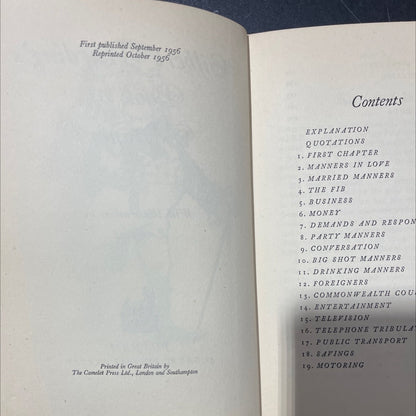 First published September 1956
Reprinted October 1956
Printed in Great Britain by
The Camelot Press Ltd., London and Southampton
Contents
EXPLANATION
QUOTATIONS
1. FIRST CHAPTER
2. MANNERS IN LOVE
3. MARRIED MANNERS
4. THE FIB
5. BUSINESS
6. MONEY
7. DEMANDS AND RESPON
8. PARTY MANNERS
9. CONVERSATION
10. BIG SHOT MANNERS
11. DRINKING MANNERS
12. FOREIGNERS
13. COMMONWEALTH COU
14. ENTERTAINMENT
15. TELEVISION
16. TELEPHONE TRIBULAT
17. PUBLIC TRANSPORT
18. SAVINGS
19. MOTORING